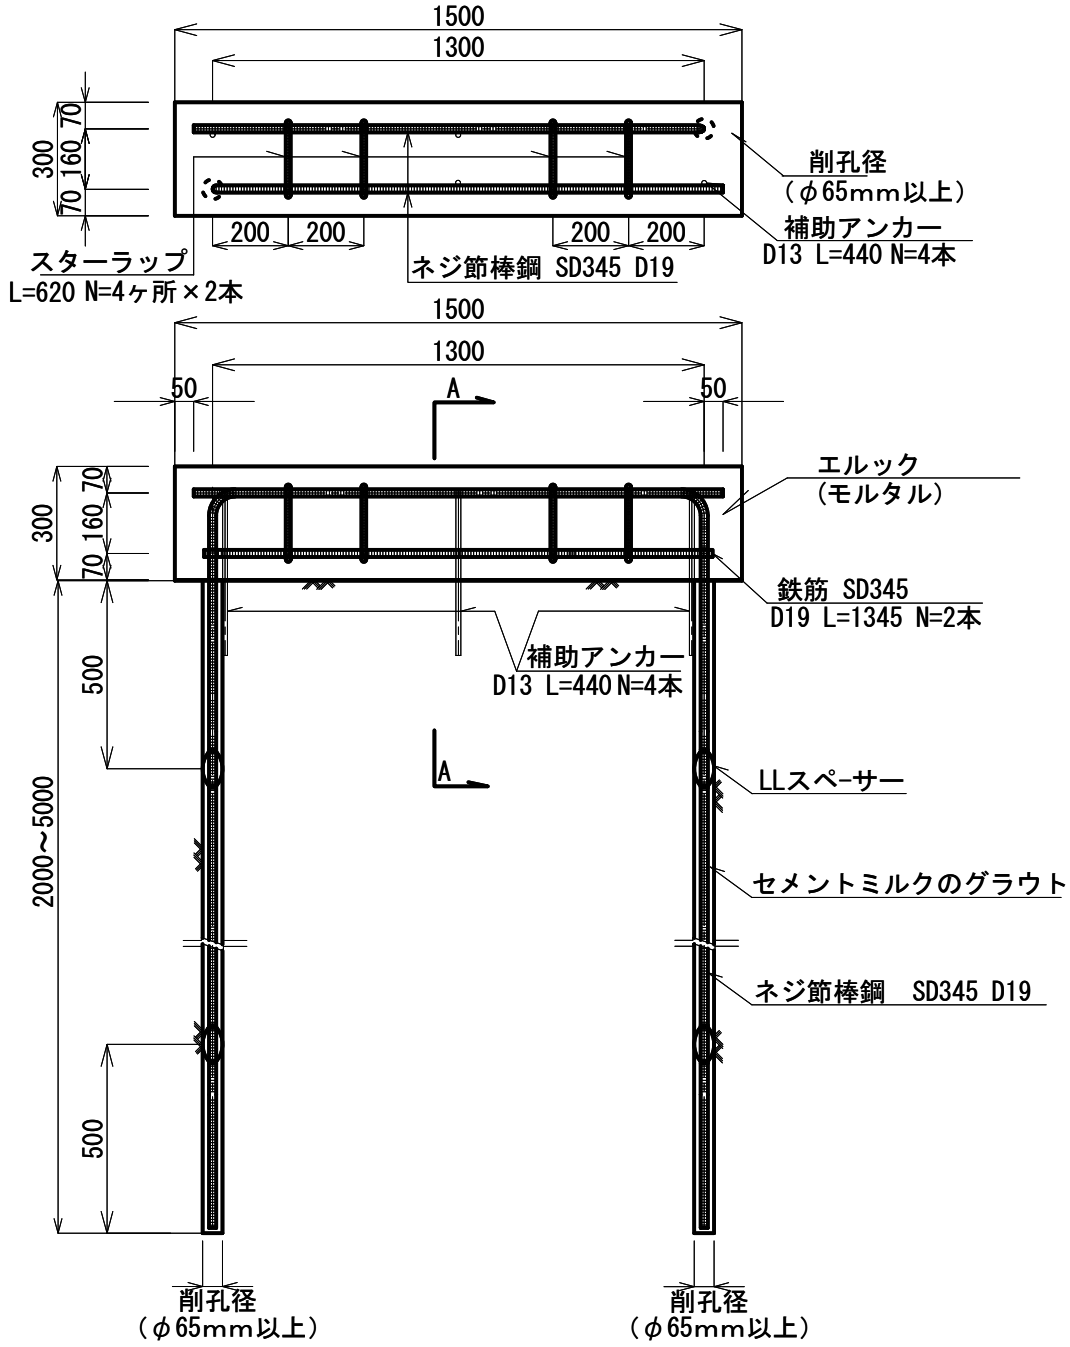 1500
1300
70
160
70
300
削孔径
(φ65mm以上)
補助アンカー
D13 L=440 N=4本
200
200
200
200
スターラップ
L=620 N=4ヶ所×2本
ネジ節棒鋼 SD345 D19
1500
1300
50
50
A
エルック
(モルタル)
70
160
70
300
鉄筋 SD345
D19 L=1345 N=2本
補助アンカー
D13 L=440 N=4本
500
A
LLスペーサー
2000～5000
セメントミルクのグラウト
ネジ節棒鋼 SD345 D19
500
削孔径
(φ65mm以上)
削孔径
(φ65mm以上)